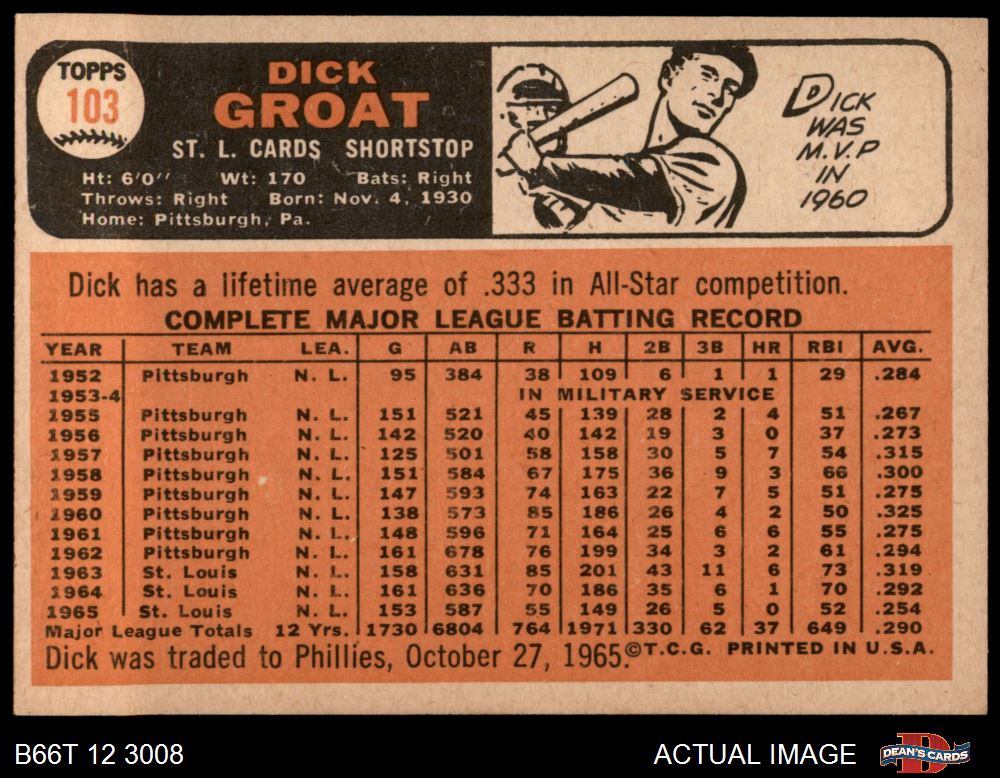 TOPPS
103
DICK
GROAT
ST. L. CARDS SHORTSTOP
Ht: 6'0" Wt: 170 Bats: Right
Throws: Right Born: Nov. 4, 1930
Home: Pittsburgh, Pa.
D
DICK
WAS
M.V.P
IN
1960
Dick has a lifetime average of .333 in All-Star competition.
COMPLETE MAJOR LEAGUE BATTING RECORD
YEAR TEAM LEA. G AB R H 2B 3B HR RBI AVG.
1952 Pittsburgh N. L. 95 384 38 109 6 1 1 29 .284
1953-4 IN MILITARY SERVICE
1955 Pittsburgh N. L. 151 521 45 139 28 2 4 51 .267
1956 Pittsburgh N. L. 142 520 40 142 19 3 0 37 .273
1957 Pittsburgh N. L. 125 501 58 158 30 5 7 54 .315
1958 Pittsburgh N. L. 151 584 67 175 36 9 3 66 .300
1959 Pittsburgh N. L. 147 593 74 163 22 7 5 51 .275
1960 Pittsburgh N. L. 138 573 85 186 26 4 2 50 .325
1961 Pittsburgh N. L. 148 596 71 164 25 6 6 55 .275
1962 Pittsburgh N. L. 161 678 76 199 34 3 2 61 .294
1963 St. Louis N. L. 158 631 85 201 43 11 6 73 .319
1964 St. Louis N. L. 161 636 70 186 35 6 1 70 .292
1965 St. Louis N. L. 153 587 55 149 26 5 0 52 .254
Major League Totals 12 Yrs. 1730 6804 764 1971 330 62 37 649 .290
Dick was traded to Phillies, October 27, 1965. ©T.C.G. PRINTED IN U.S.A.
B66T 12 3008 ACTUAL IMAGE
D
DEAN'S CARDS